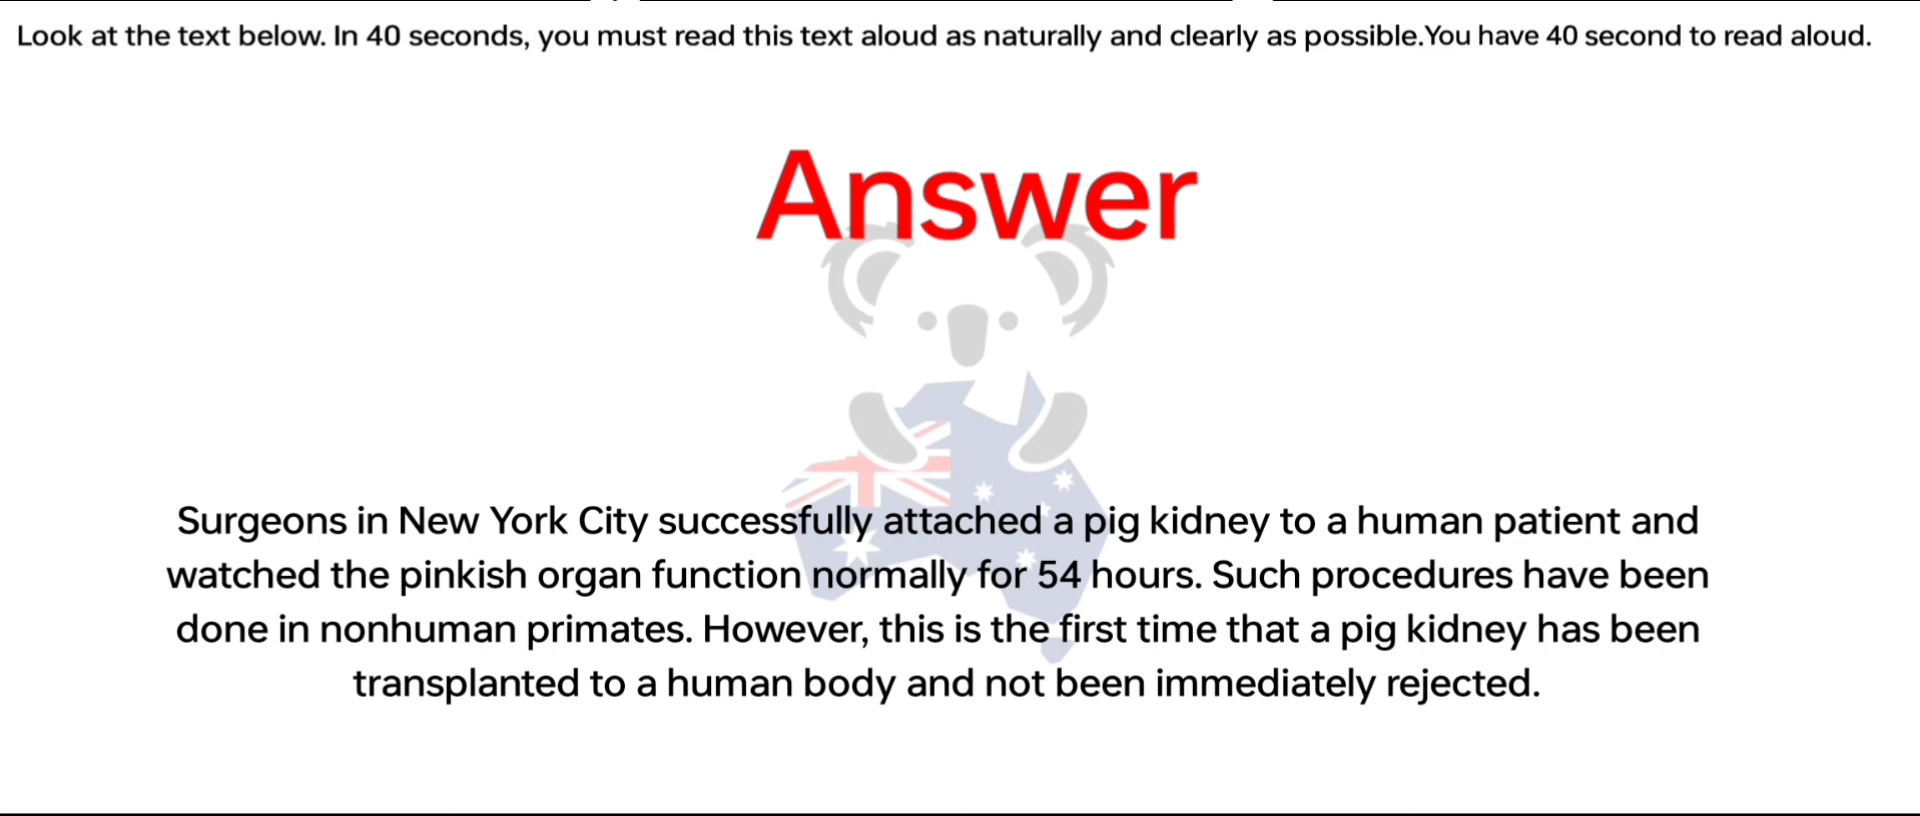 Look at the text below. In 40 seconds, you must read this text aloud as naturally and clearly as possible.You have 40 second to read aloud.
Answer
Surgeons in New York City successfully attached a pig kidney to a human patient and
watched the pinkish organ function normally for 54 hours. Such procedures have been
done in nonhuman primates. However, this is the first time that a pig kidney has been
transplanted to a human body and not been immediately rejected.